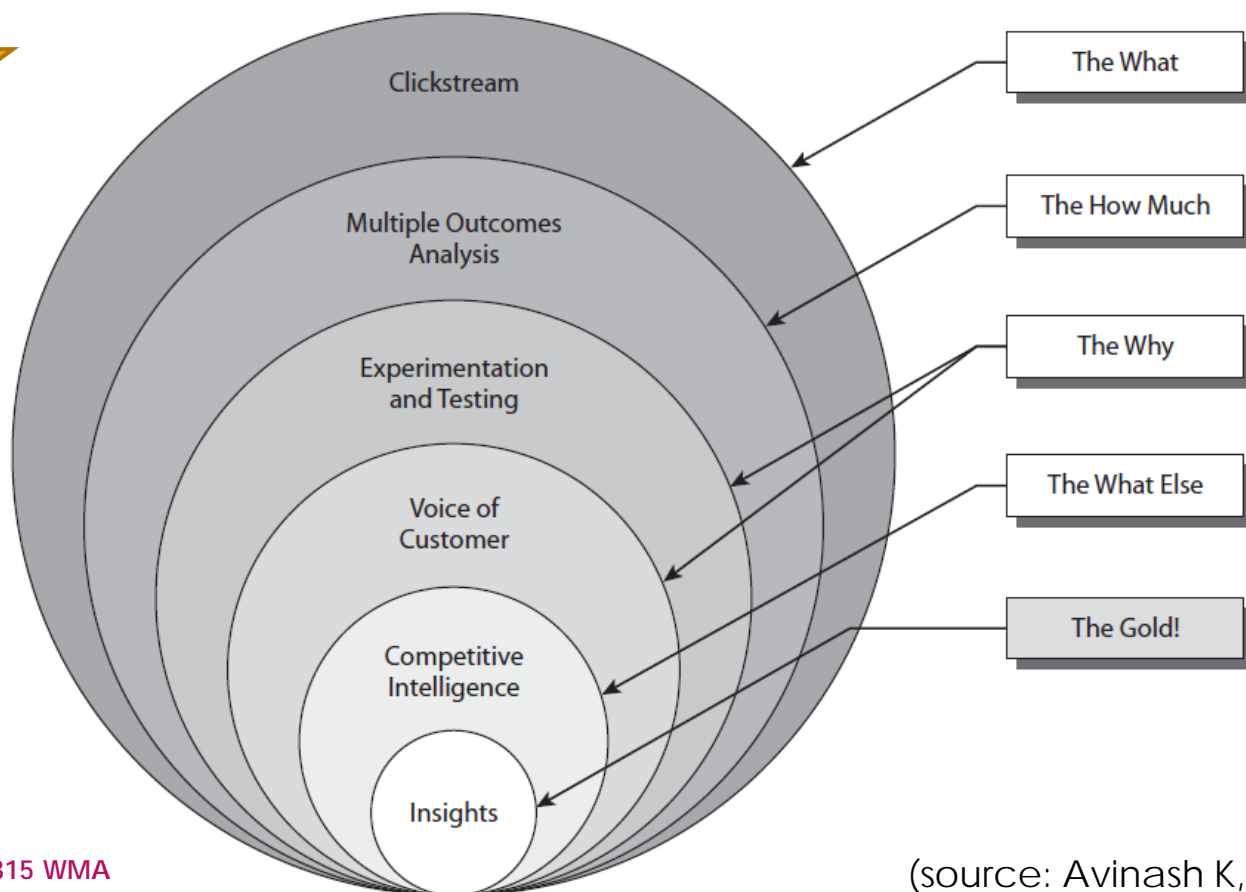 Clickstream
Multiple Outcomes
Analysis
Experimentation
and Testing
Voice of
Customer
Competitive
Intelligence
Insights
The What
The How Much
The Why
The What Else
The Gold!
315 WMA
(source: Avinash K,